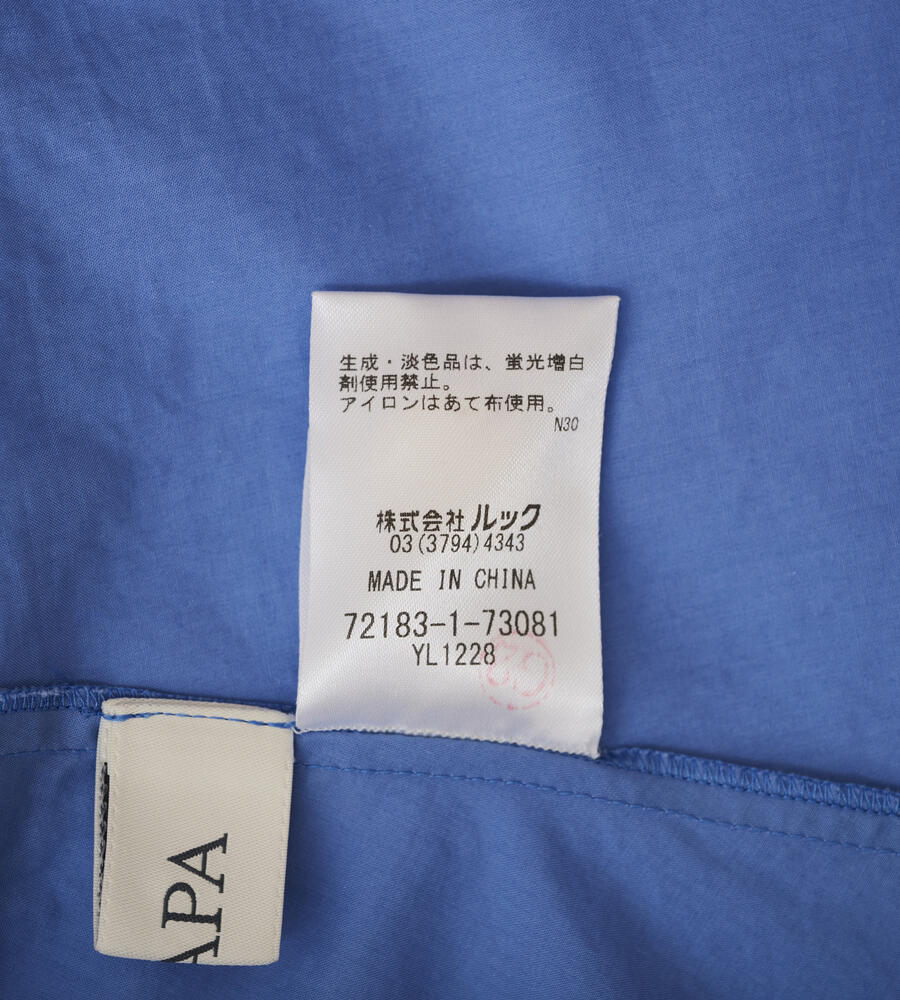 生成・淡色品は、蛍光増白
剤使用禁止。
アイロンはあて布使用。
N30
株式会社ルック
03(3794)4343
MADE IN CHINA
72183-1-73081
YL1228
APA